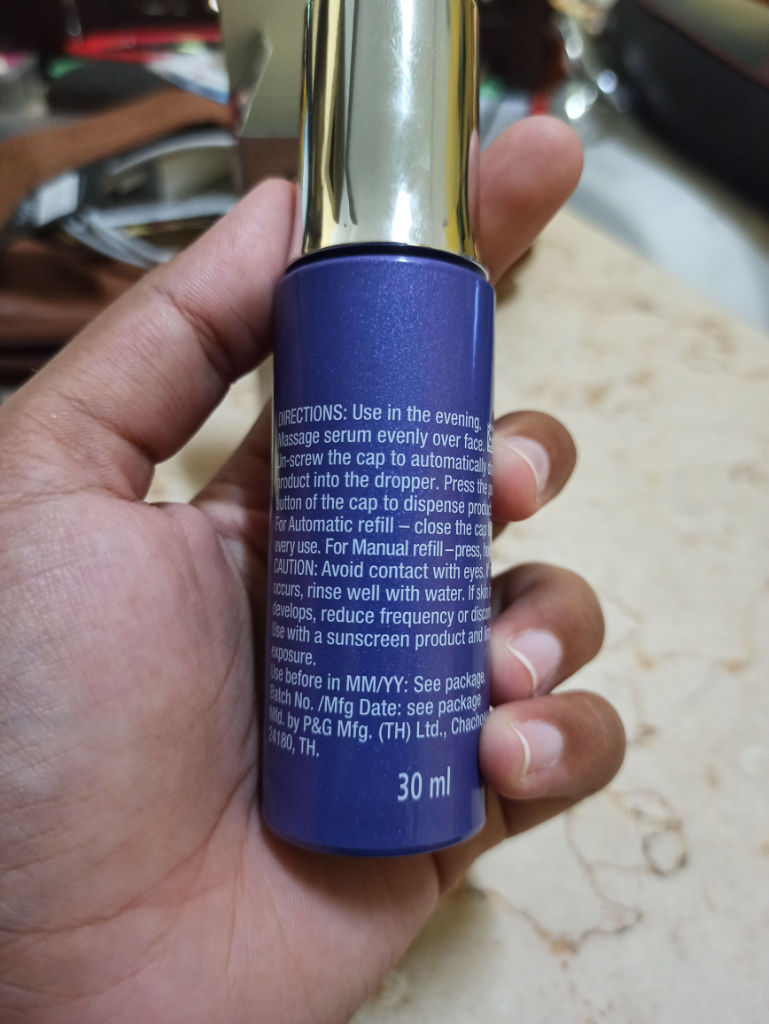 DIRECTIONS: Use in the evening.
Massage serum evenly over face.
Un-screw the cap to automatically
product into the dropper. Press the
button of the cap to dispense
For Automatic refill – close the cap
every use. For Manual refill – press,
CAUTION: Avoid contact with eyes. If
occurs, rinse well with water. If skin
develops, reduce frequency or
Use with a sunscreen product and
exposure.
Use before in MM/YY: See package.
Batch No. /Mfg Date: see package
Mfd. by P&G Mfg. (TH) Ltd.,
24180, TH.
30 ml